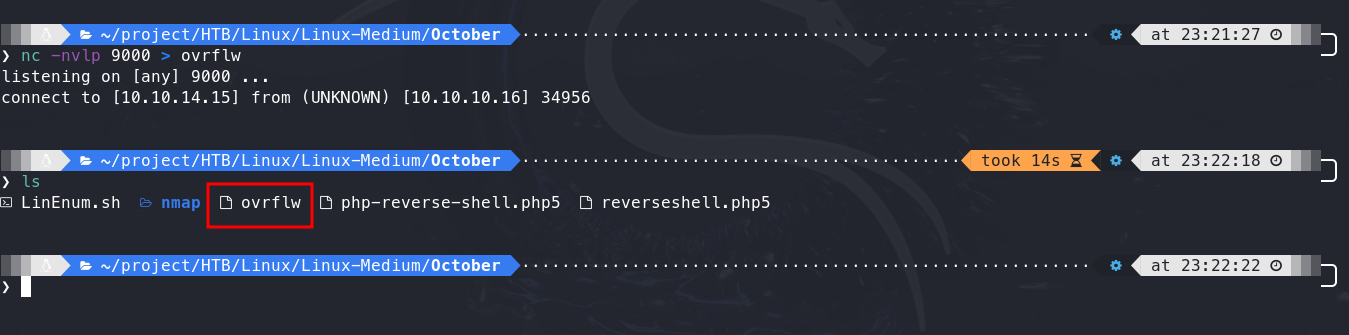 ~/project/HTB/Linux/Linux-Medium/October at 23:21:27
❯ nc -nvlp 9000 > ovrflw
listening on [any] 9000 ...
connect to [10.10.14.15] from (UNKNOWN) [10.10.10.16] 34956
~/project/HTB/Linux/Linux-Medium/October took 14s at 23:22:18
❯ ls
LinEnum.sh nmap ovrflw php-reverse-shell.php5 reverseshell.php5
~/project/HTB/Linux/Linux-Medium/October at 23:22:22
❯